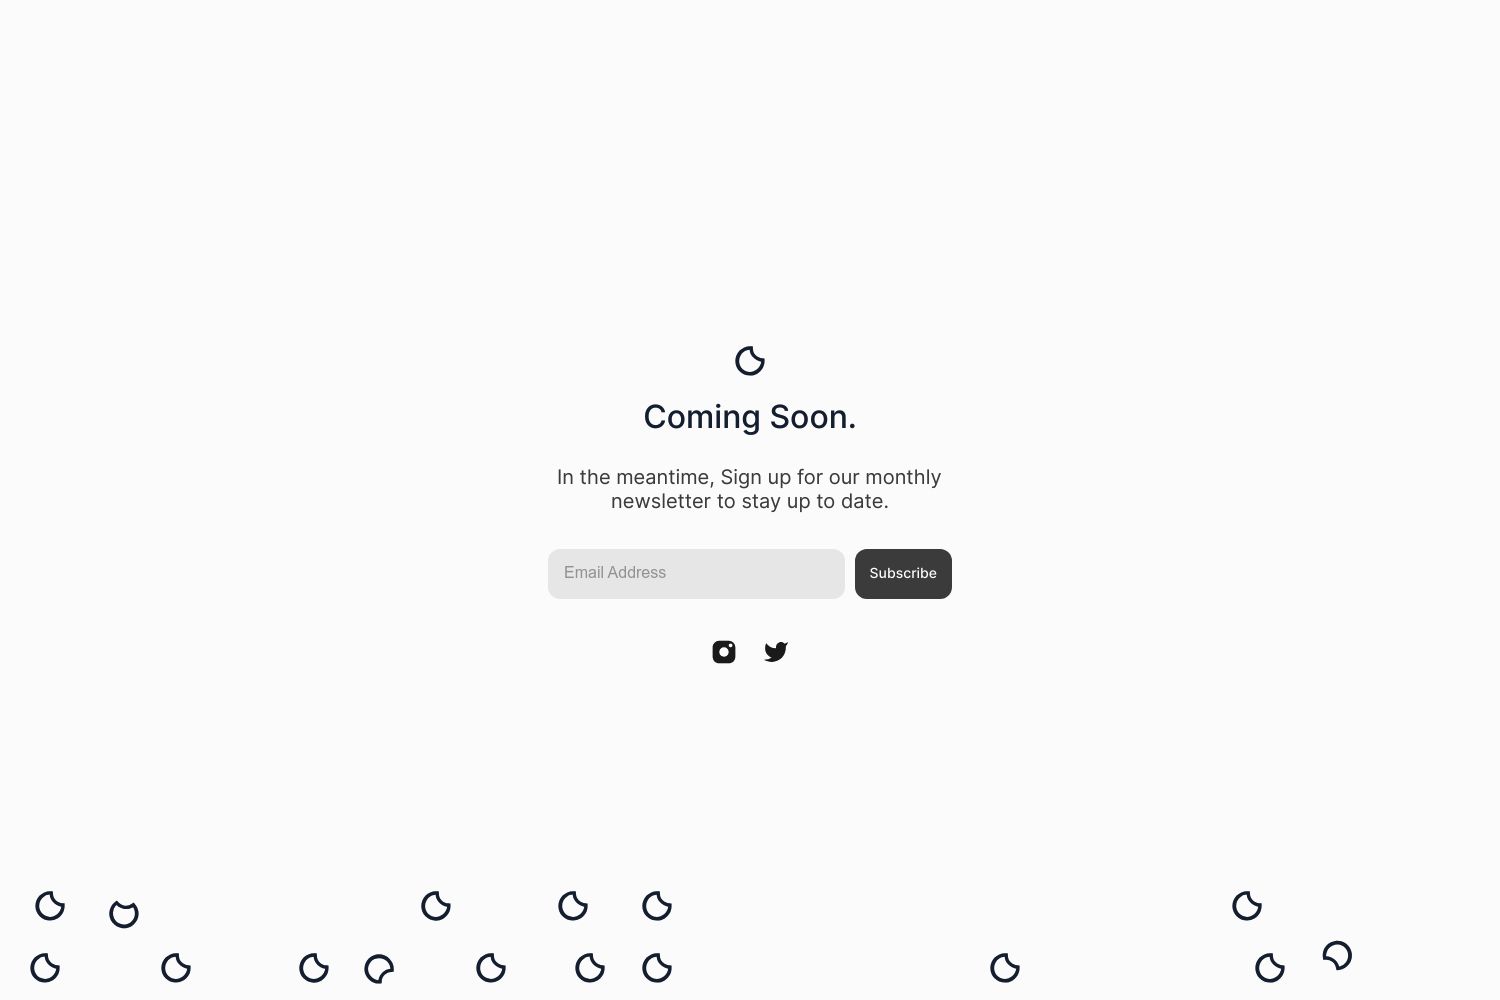 Coming Soon.
In the meantime, Sign up for our monthly
newsletter to stay up to date.
Email Address
Subscribe